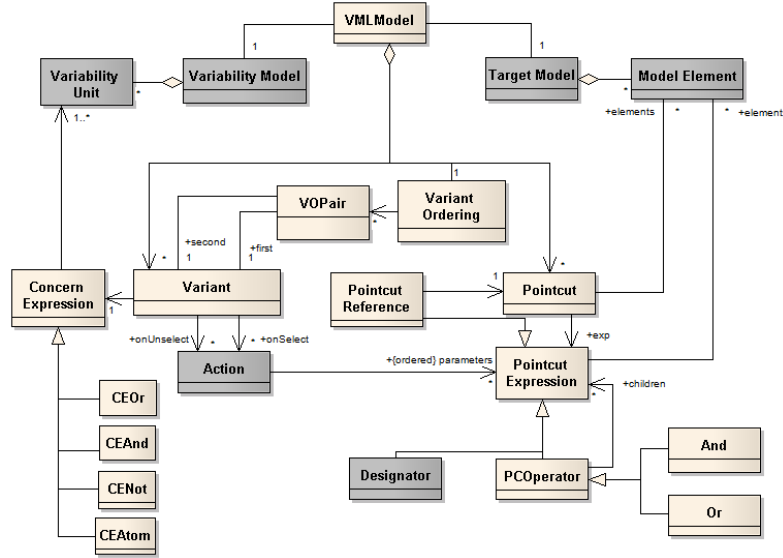 VMLModel
1
1
Variability
Unit
*
Variability Model
Target Model
*
Model Element
+elements
*
*
+element
1..*
VOPair
*
1
Variant
Ordering
+second
1
+first
1
*
*
Concern
Expression
1
Variant
Pointcut
Reference
1
Pointcut
+onUnselect
*
*
+onSelect
+exp
Action
+{ordered} parameters
*
Pointcut
Expression
*
+children
CEOr
CEAnd
CENot
CEAtom
Designator
PCOperator
And
Or